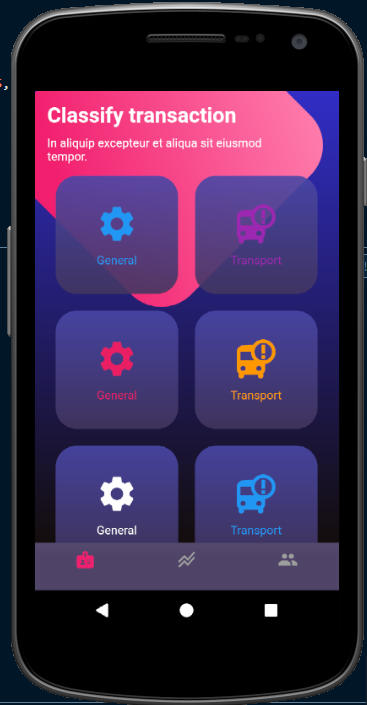 Classify transaction
In aliquip excepteur et aliqua sit eiusmod
tempor.
General
Transport
General
Transport
General
Transport